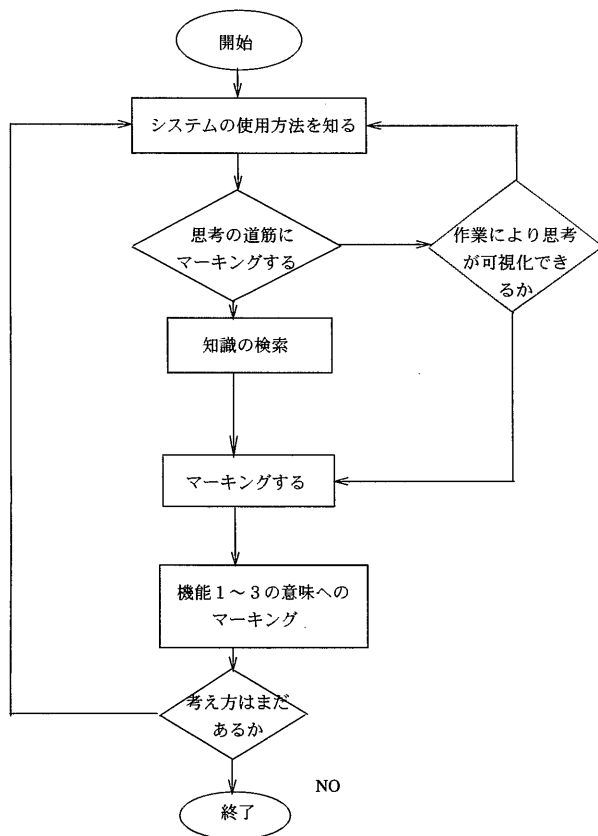 開始
システムの使用方法を知る
思考の道筋に
マーキングする
作業により思考
が可視化でき
るか
知識の検索
マーキングする
機能1～3の意味への
マーキング
考え方はまだ
あるか
NO
終了